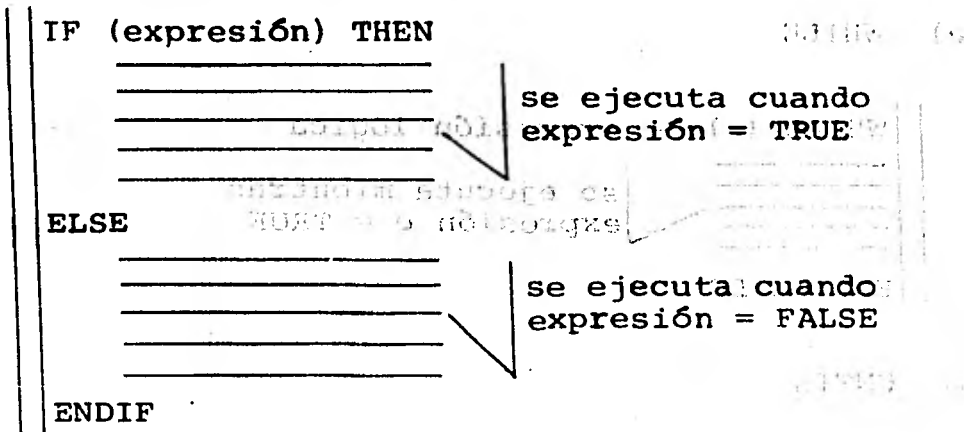 IF (expresión) THEN
se ejecuta cuando
expresión = TRUE
ELSE
se ejecuta cuando
expresión = FALSE
ENDIF